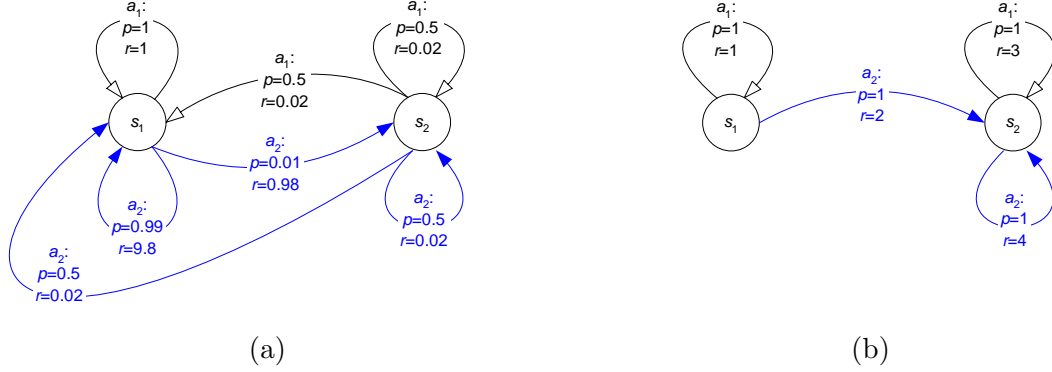 a1:
p=1
r=1
a1:
p=0.5
r=0.02
a1:
p=0.5
r=0.02
s1
s2
a2:
p=0.01
r=0.98
a2:
p=0.99
r=9.8
a2:
p=0.5
r=0.02
a2:
p=0.5
r=0.02
(a)
a1:
p=1
r=1
a1:
p=1
r=3
a2:
p=1
r=2
s1
s2
a2:
p=1
r=4
(b)